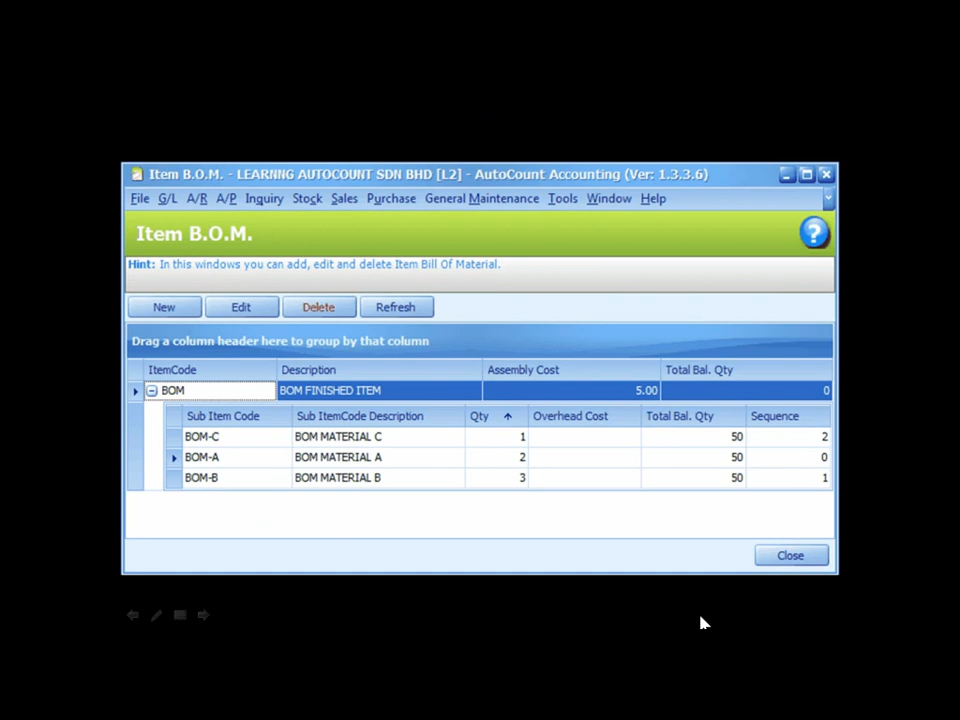 Item B.O.M. - LEARNNG AUTOCOUNT SDN BHD [L2] - AutoCount Accounting (Ver: 1.3.3.6)
File G/L A/R A/P Inquiry Stock Sales Purchase General Maintenance Tools Window Help
Item B.O.M.
Hint: In this windows you can add, edit and delete Item Bill Of Material.
New Edit Delete Refresh
Drag a column header here to group by that column
ItemCode Description Assembly Cost Total Bal. Qty
BOM BOM FINISHED ITEM 5.00 0
Sub Item Code Sub ItemCode Description Qty Overhead Cost Total Bal. Qty Sequence
BOM-C BOM MATERIAL C 1 50 2
BOM-A BOM MATERIAL A 2 50 0
BOM-B BOM MATERIAL B 3 50 1
Close